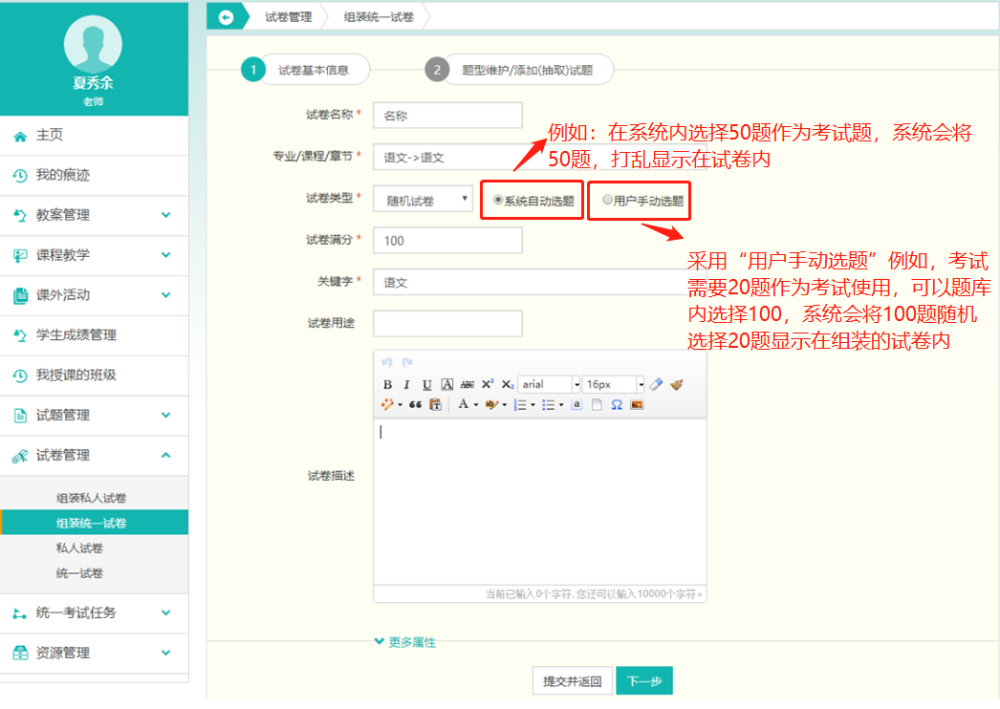 夏秀余
老师
主页
我的痕迹
教案管理
课程教学
课外活动
学生成绩管理
我授课的班级
试题管理
试卷管理
组装私人试卷
组装统一试卷
私人试卷
统一试卷
统一考试任务
资源管理
试卷管理 组装统一试卷
1 试卷基本信息 2 题型维护/添加(抽取)试题
试卷名称* 名称
专业/课程/章节* 语文->语文
试卷类型* 随机试卷 系统自动选题 用户手动选题
试卷满分* 100
关键字* 语文
试卷用途
例如：在系统内选择50题作为考试题，系统会将
50题，打乱显示在试卷内
采用“用户手动选题”例如，考试
需要20题作为考试使用，可以题库
内选择100，系统会将100题随机
选择20题显示在组装的试卷内
B I U A ABC X² X₂ arial 16px
A ab a Ω
试卷描述
当前已输入0个字符, 您还可以输入10000个字符。
更多属性
提交并返回 下一步